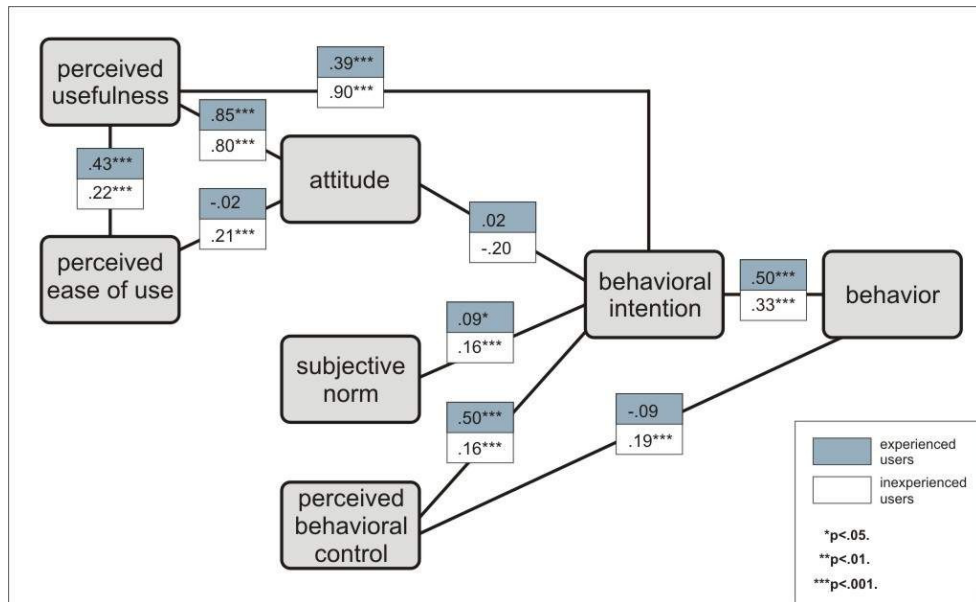 perceived
usefulness
.39***
.90***
.85***
.80***
.43***
.22***
attitude
-.02
.21***
.02
-.20
perceived
ease of use
behavioral
intention
.50***
.33***
behavior
.09*
.16***
subjective
norm
.50***
.16***
-.09
.19***
perceived
behavioral
control
experienced
users
inexperienced
users
*p<.05.
**p<.01.
***p<.001.